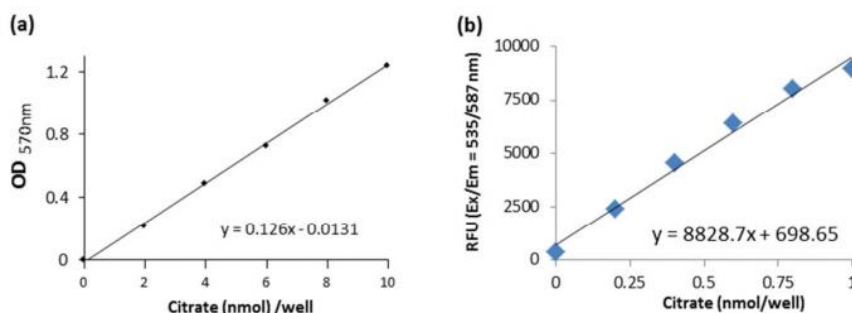 (a)
OD 570nm
1.2
0.8
0.4
0
y = 0.126x - 0.0131
0 2 4 6 8 10
Citrate (nmol) /well
(b)
RFU (Ex/Em = 535/587 nm)
10000
7500
5000
2500
0
y = 8828.7x + 698.65
0 0.25 0.5 0.75 1
Citrate (nmol/well)